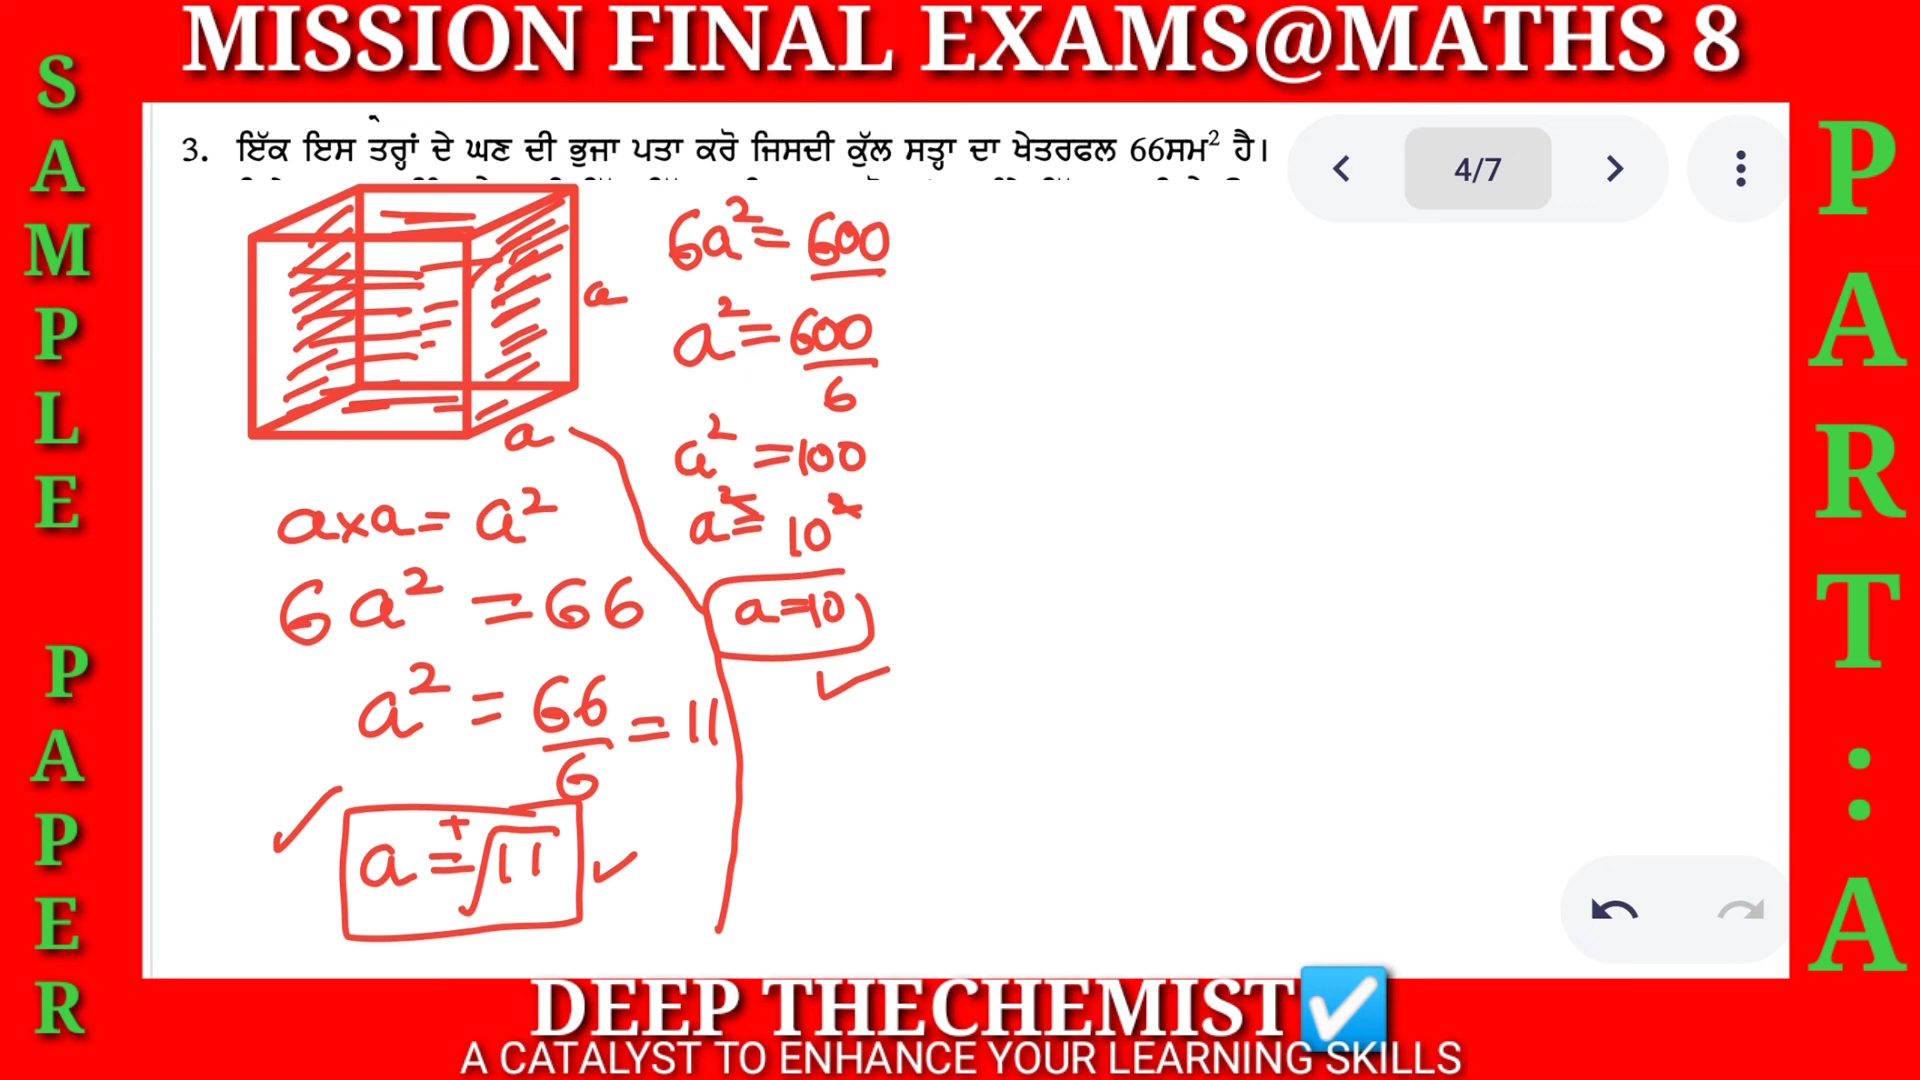 MISSION FINAL EXAMS@MATHS 8
SAMPLE PAPER
3. ਇੱਕ ਇਸ ਤਰ੍ਹਾਂ ਦੇ ਘਣ ਦੀ ਭੁਜਾ ਪਤਾ ਕਰੋ ਜਿਸਦੀ ਕੁੱਲ ਸਤ੍ਹਾ ਦਾ ਖੇਤਰਫਲ 66ਸਮ² ਹੈ।
4/7
a
a
a×a = a²
6a² = 66
a² = 66/6 = 11
a = ±√11
6a² = 600
a² = 600/6
a² = 100
a² = 10²
a = 10
PART:A
DEEP THECHEMIST
A CATALYST TO ENHANCE YOUR LEARNING SKILLS